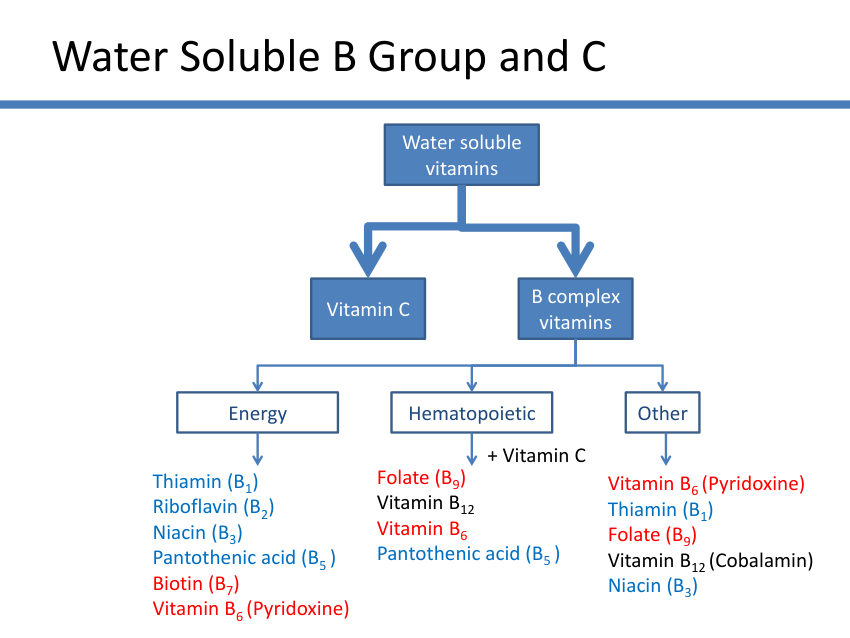 Water Soluble B Group and C
Water soluble
vitamins
Vitamin C
B complex
vitamins
Energy
Hematopoietic
Other
+ Vitamin C
Thiamin (B₁)
Riboflavin (B₂)
Niacin (B₃)
Pantothenic acid (B₅ )
Biotin (B₇)
Vitamin B₆ (Pyridoxine)
Folate (B₉)
Vitamin B₁₂
Vitamin B₆
Pantothenic acid (B₅ )
Vitamin B₆ (Pyridoxine)
Thiamin (B₁)
Folate (B₉)
Vitamin B₁₂ (Cobalamin)
Niacin (B₃)